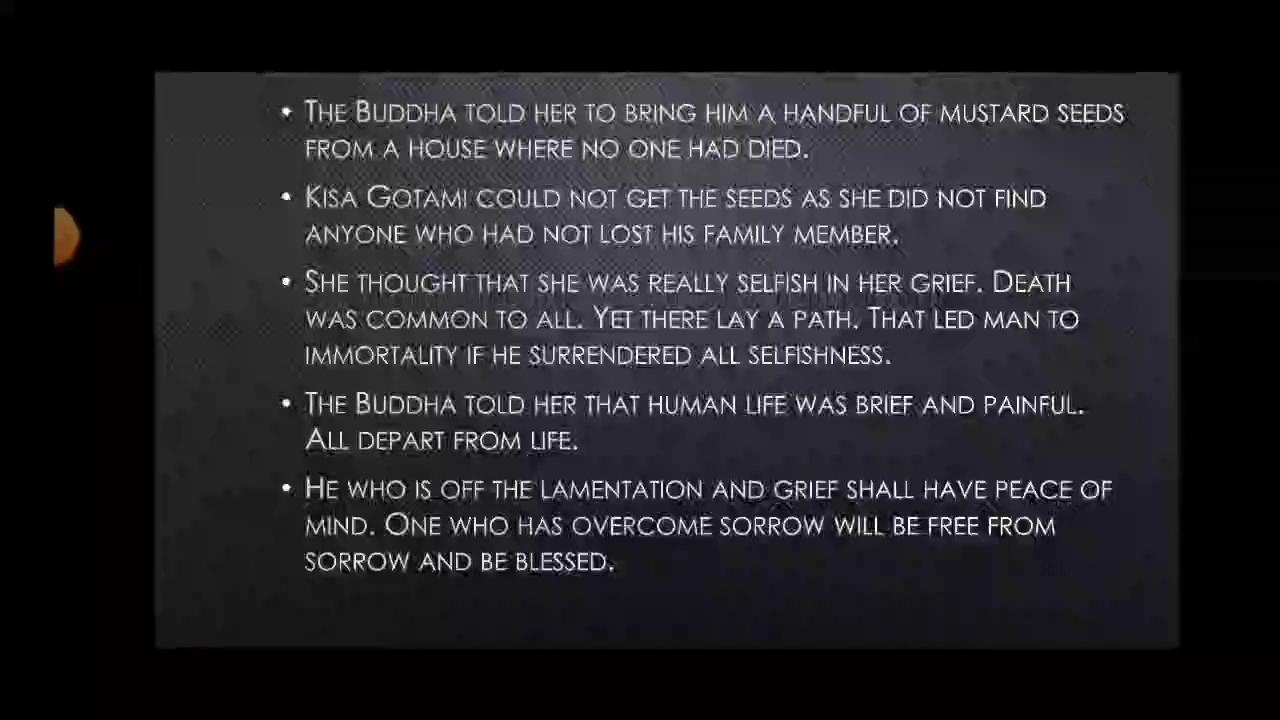 • The Buddha told her to bring him a handful of mustard seeds
from a house where no one had died.
• Kisa Gotami could not get the seeds as she did not find
anyone who had not lost his family member.
• She thought that she was really selfish in her grief. Death
was common to all. Yet there lay a path. That led man to
immortality if he surrendered all selfishness.
• The Buddha told her that human life was brief and painful.
All depart from life.
• He who is off the lamentation and grief shall have peace of
mind. One who has overcome sorrow will be free from
sorrow and be blessed.